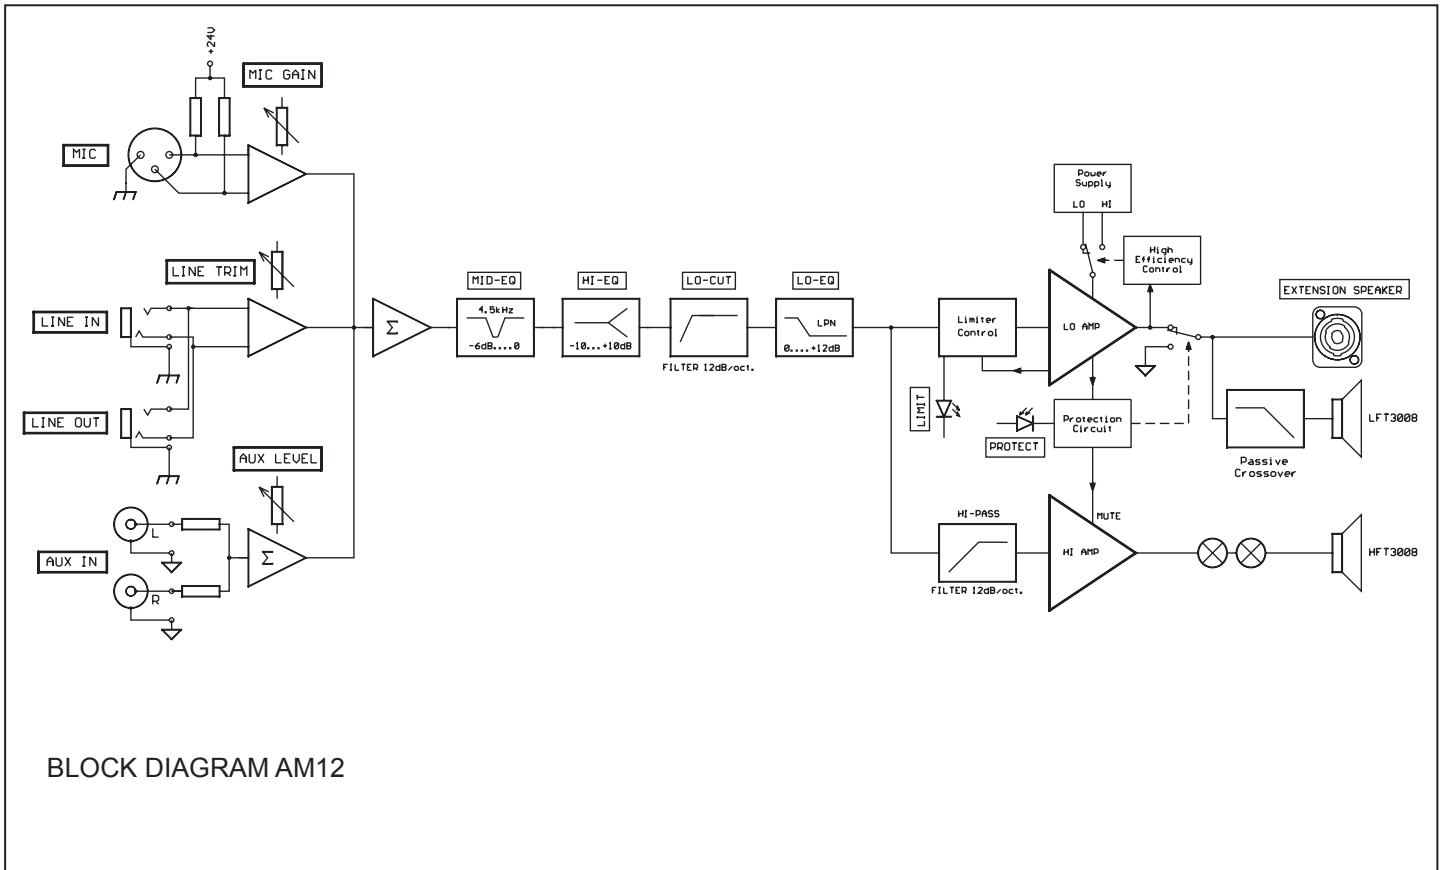 +24V
MIC GAIN
MIC
LINE TRIM
LINE IN
LINE OUT
AUX LEVEL
L
AUX IN
R
Σ
Σ
MID-EQ
4.5kHz
-6dB....0
HI-EQ
-10...+10dB
LO-CUT
FILTER 12dB/oct.
LO-EQ
LPN
0....+12dB
Limiter
Control
LIMIT
Power
Supply
LO HI
High
Efficiency
Control
LO AMP
PROTECT
Protection
Circuit
EXTENSION SPEAKER
LFT3008
Passive
Crossover
HI-PASS
FILTER 12dB/oct.
MUTE
HI AMP
HFT3008
BLOCK DIAGRAM AM12